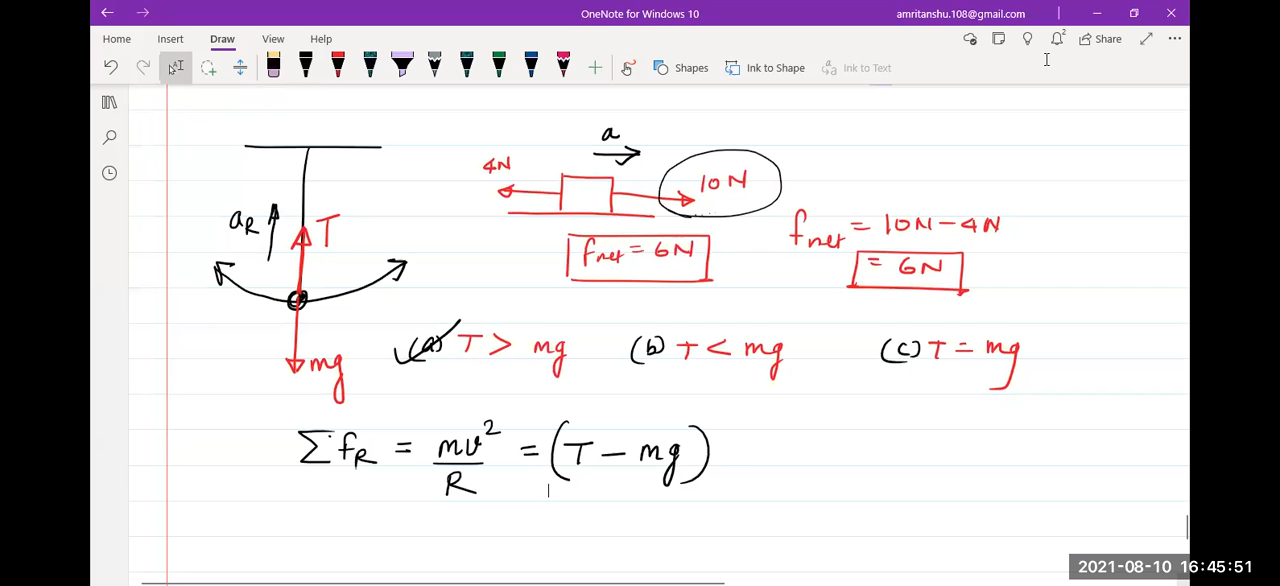 OneNote for Windows 10
amritanshu.108@gmail.com
Home Insert Draw View Help
2
Share
Shapes
Ink to Shape
Ink to Text
a
4N
10N
aR
T
fnet = 10N - 4N
fnet = 6N
= 6N
mg
(a) T > mg
(b) T < mg
(c) T = mg
∑ fR = mv²/R = (T - mg)
2021-08-10 16:45:51